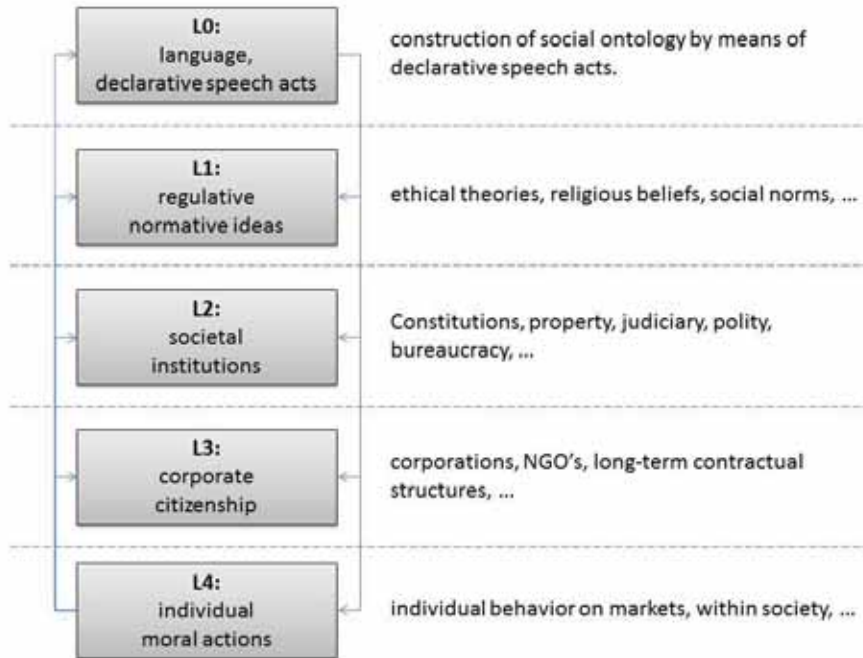 L0:
language,
declarative speech acts
construction of social ontology by means of
declarative speech acts.
L1:
regulative
normative ideas
ethical theories, religious beliefs, social norms, ...
L2:
societal
institutions
Constitutions, property, judiciary, polity,
bureaucracy, ...
L3:
corporate
citizenship
corporations, NGO's, long-term contractual
structures, ...
L4:
individual
moral actions
individual behavior on markets, within society, ...